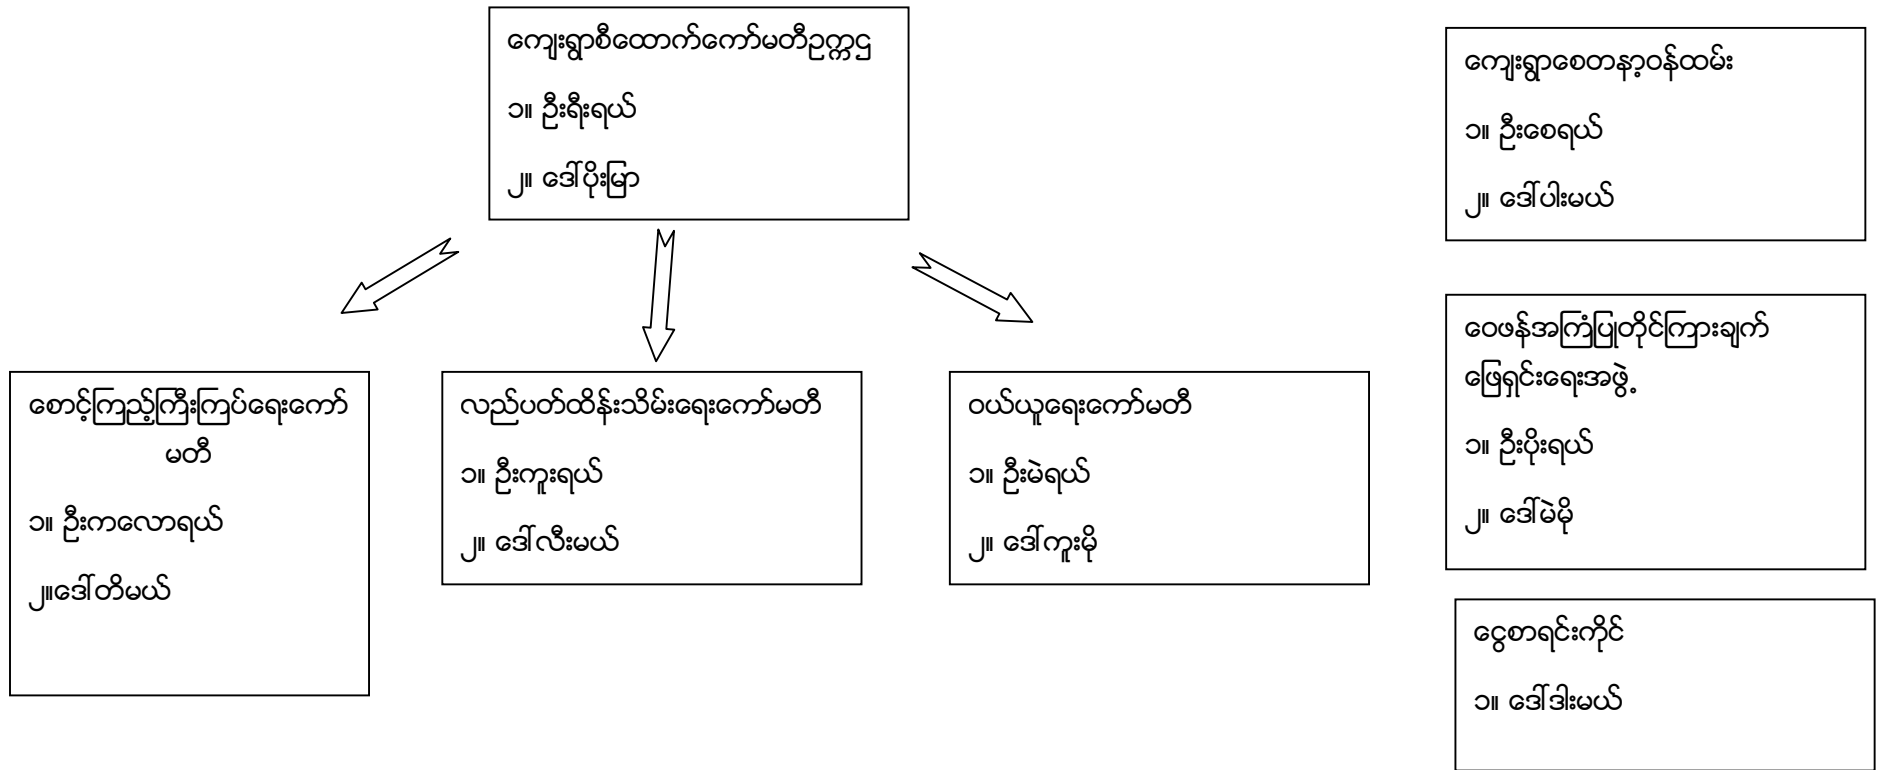 ကျေးရွာစီထောက်ကော်မတီဥက္ကဌ
၁။ ဦးရီးရယ်
၂။ ဒေါ်ပိုးမြာ
ကျေးရွာစေတနာ့ဝန်ထမ်း
၁။ ဦးစေရယ်
၂။ ဒေါ်ပါးမယ်
စောင့်ကြည့်ကြီးကြပ်ရေးကော်
မတီ
၁။ ဦးကလောရယ်
၂။ဒေါ်တိမယ်
လည်ပတ်ထိန်းသိမ်းရေးကော်မတီ
၁။ ဦးကူးရယ်
၂။ ဒေါ်လီးမယ်
ဝယ်ယူရေးကော်မတီ
၁။ ဦးမဲရယ်
၂။ ဒေါ်ကူးမို
ဝေဖန်အကြံပြုတိုင်ကြားချက်
ဖြေရှင်းရေးအဖွဲ့
၁။ ဦးပိုးရယ်
၂။ ဒေါ်မဲမို
ငွေစာရင်းကိုင်
၁။ ဒေါ်ဒါးမယ်